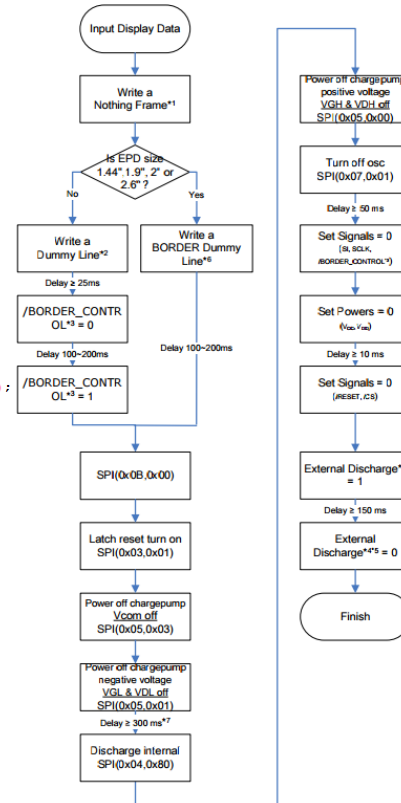 Input Display Data
Write a
Nothing Frame*1
Is EPD size
1.44",1.9", 2" or
2.6" ?
No
Yes
Write a
Dummy Line*2
Write a
BORDER Dummy
Line*6
Delay ≥ 25ms
/BORDER_CONTR
OL*3 = 0
Delay 100~200ms
Delay 100~200ms
/BORDER_CONTR
OL*3 = 1
;
SPI(0x0B,0x00)
Latch reset turn on
SPI(0x03,0x01)
Power off chargepump
Vcom off
SPI(0x05,0x03)
Power off chargepump
negative voltage
VGL & VDL off
SPI(0x05,0x01)
Delay ≥ 300 ms*7
Discharge internal
SPI(0x04,0x80)
Power off chargepump
positive voltage
VGH & VDH off
SPI(0x05,0x00)
Turn off osc
SPI(0x07,0x01)
Delay ≥ 50 ms
Set Signals = 0
(SI, SCLK,
/BORDER_CONTROL*3)
Set Powers = 0
Delay ≥ 10 ms
Set Signals = 0
(/RESET, /CS)
External Discharge*
= 1
Delay ≥ 150 ms
External
Discharge*4*5 = 0
Finish